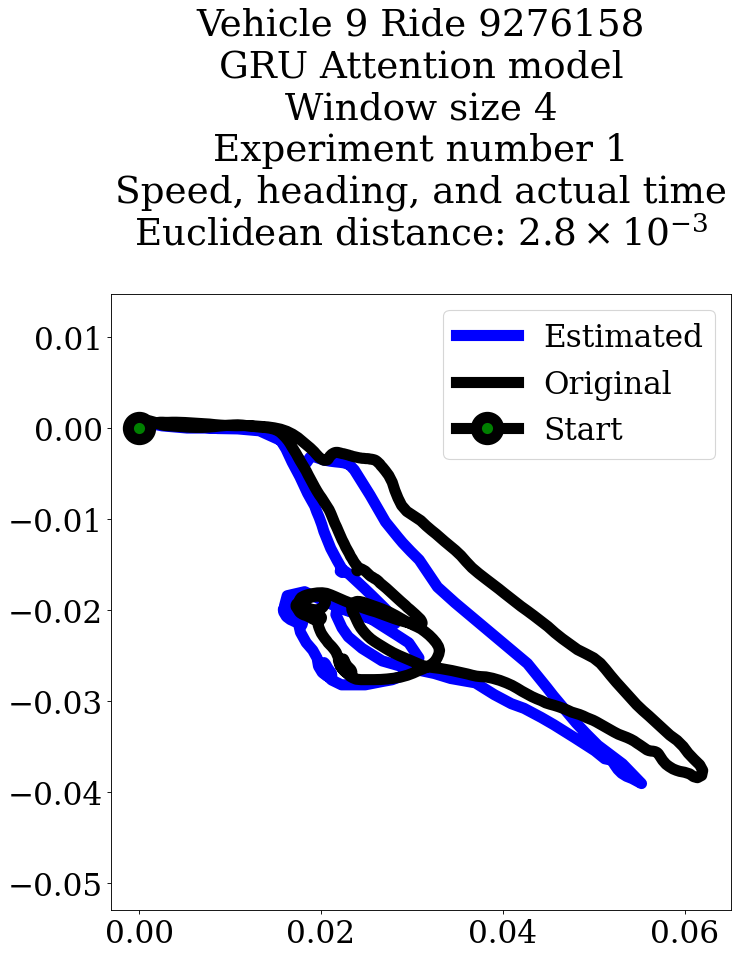 Vehicle 9 Ride 9276158
GRU Attention model
Window size 4
Experiment number 1
Speed, heading, and actual time
Euclidean distance: 2.8 × 10⁻³
Estimated
Original
Start
0.01
0.00
−0.01
−0.02
−0.03
−0.04
−0.05
0.00 0.02 0.04 0.06